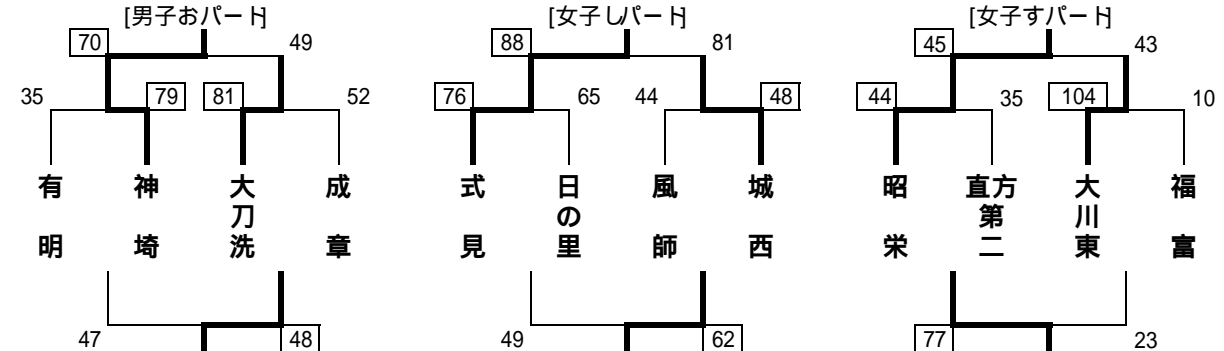 [男子おパート]
[女子しパート]
[女子すパート]
70
49
88
81
45
43
35
79
81
52
76
65
44
48
44
35
104
10
有明
神埼
大刀洗
成章
式見
日の里
風師
城西
昭栄
直方第二
大川東
福富
47
48
49
62
77
23